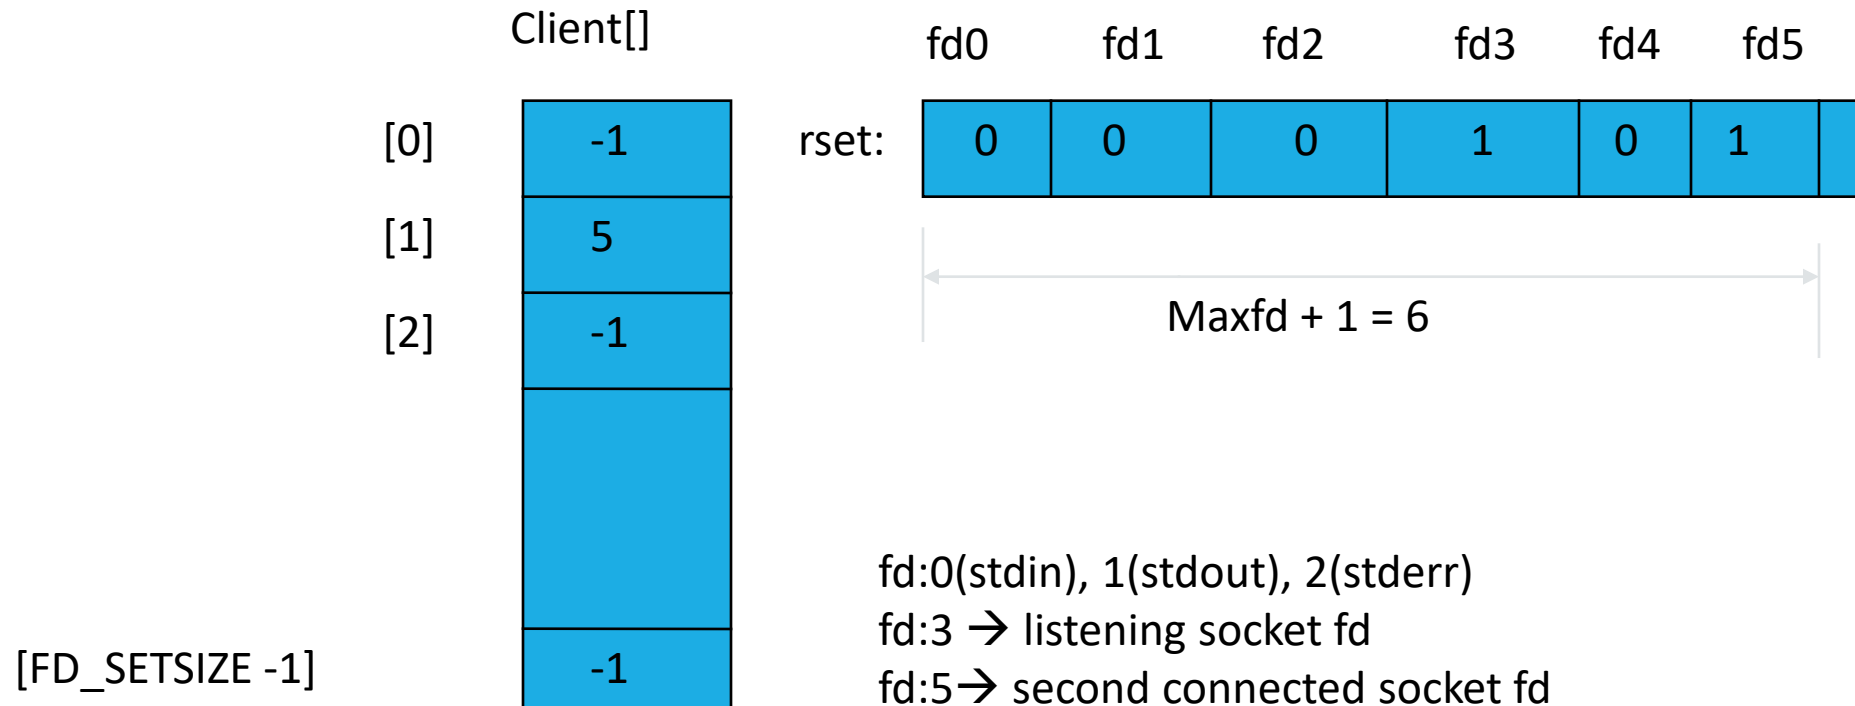 Client[]
fd0 fd1 fd2 fd3 fd4 fd5
[0] -1 rset: 0 0 0 1 0 1
[1] 5
[2] -1
Maxfd + 1 = 6
fd:0(stdin), 1(stdout), 2(stderr)
fd:3 → listening socket fd
[FD_SETSIZE -1] -1
fd:5→ second connected socket fd